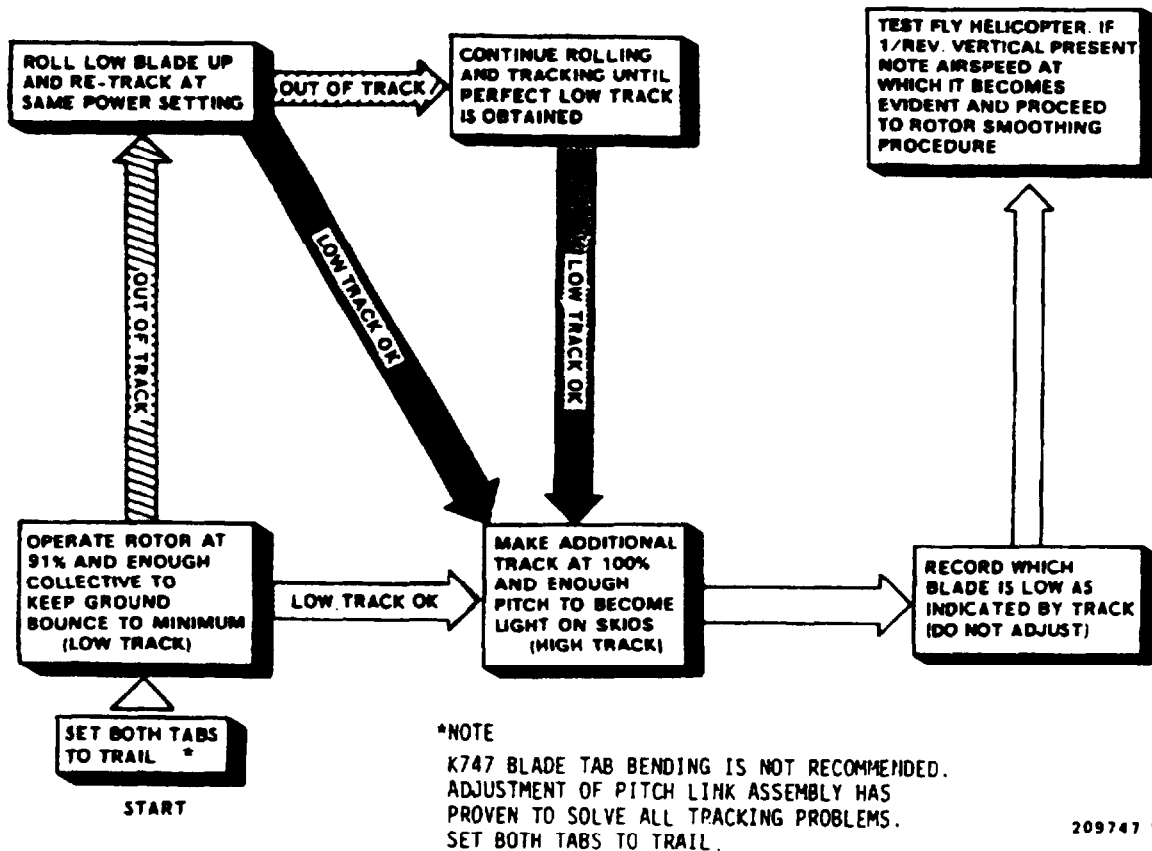 ROLL LOW BLADE UP
AND RE-TRACK AT
SAME POWER SETTING
OUT OF TRACK
CONTINUE ROLLING
AND TRACKING UNTIL
PERFECT LOW TRACK
IS OBTAINED
TEST FLY HELICOPTER. IF
1/REV. VERTICAL PRESENT
NOTE AIRSPEED AT
WHICH IT BECOMES
EVIDENT AND PROCEED
TO ROTOR SMOOTHING
PROCEDURE
OUT OF TRACK
LOW TRACK OK
LOW TRACK OK
OPERATE ROTOR AT
91% AND ENOUGH
COLLECTIVE TO
KEEP GROUND
BOUNCE TO MINIMUM
(LOW TRACK)
LOW TRACK OK
MAKE ADDITIONAL
TRACK AT 100%
AND ENOUGH
PITCH TO BECOME
LIGHT ON SKIDS
(HIGH TRACK)
RECORD WHICH
BLADE IS LOW AS
INDICATED BY TRACK
(DO NOT ADJUST)
SET BOTH TABS
TO TRAIL *
START
*NOTE
K747 BLADE TAB BENDING IS NOT RECOMMENDED.
ADJUSTMENT OF PITCH LINK ASSEMBLY HAS
PROVEN TO SOLVE ALL TRACKING PROBLEMS.
SET BOTH TABS TO TRAIL.
209747